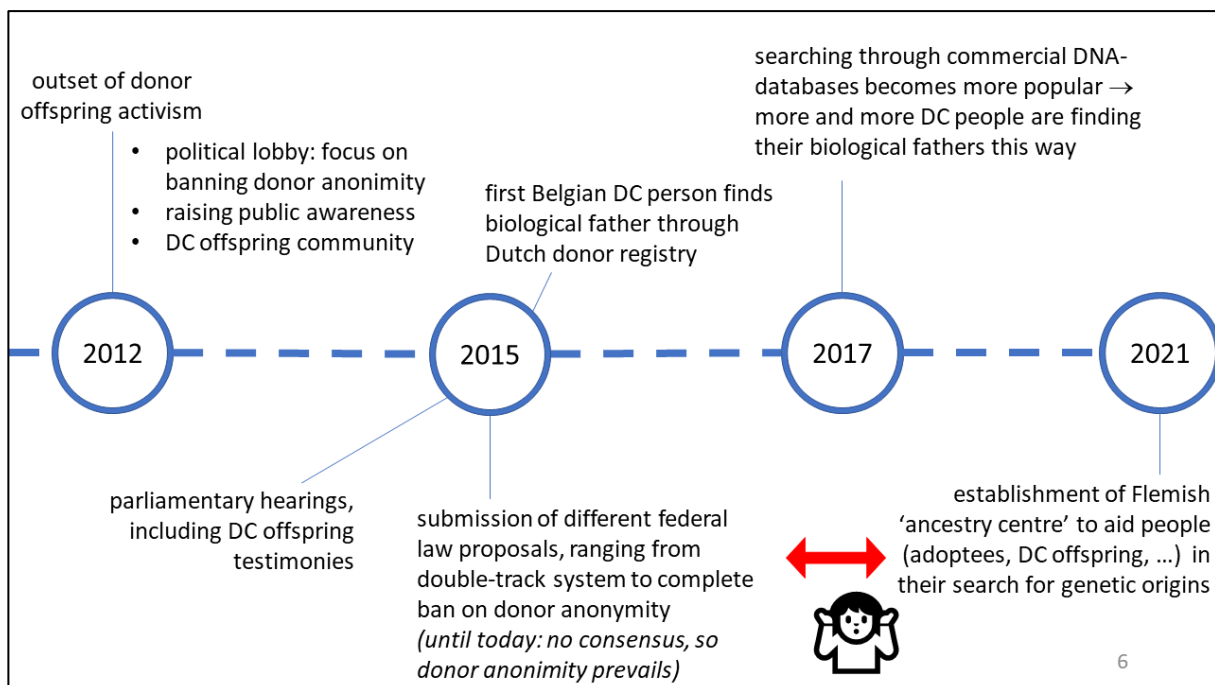 outset of donor
offspring activism
• political lobby: focus on
banning donor anonimity
• raising public awareness
• DC offspring community
first Belgian DC person finds
biological father through
Dutch donor registry
searching through commercial DNA-
databases becomes more popular →
more and more DC people are finding
their biological fathers this way
2012
2015
2017
2021
parliamentary hearings,
including DC offspring
testimonies
submission of different federal
law proposals, ranging from
double-track system to complete
ban on donor anonymity
(until today: no consensus, so
donor anonimity prevails)
establishment of Flemish
‘ancestry centre’ to aid people
(adoptees, DC offspring, …) in
their search for genetic origins
6